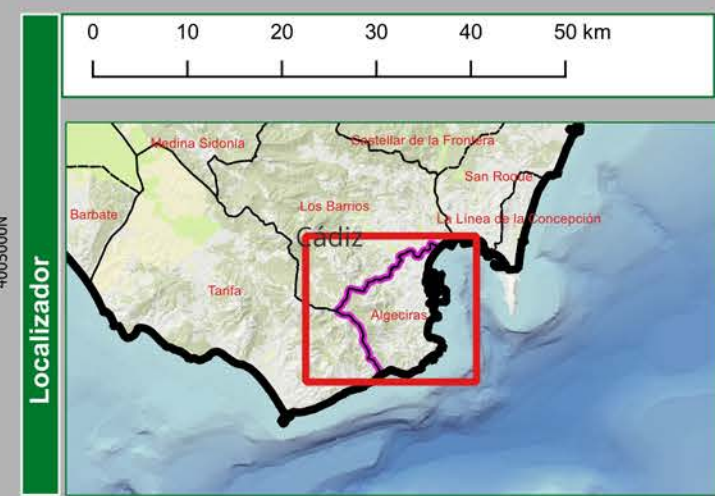 0 10 20 30 40 50 km
4005000N
Localizador
Medina Sidonia
Castellar de la Frontera
San Roque
Barbate
Los Barrios
La Línea de la Concepción
Cádiz
Tarifa
Algeciras